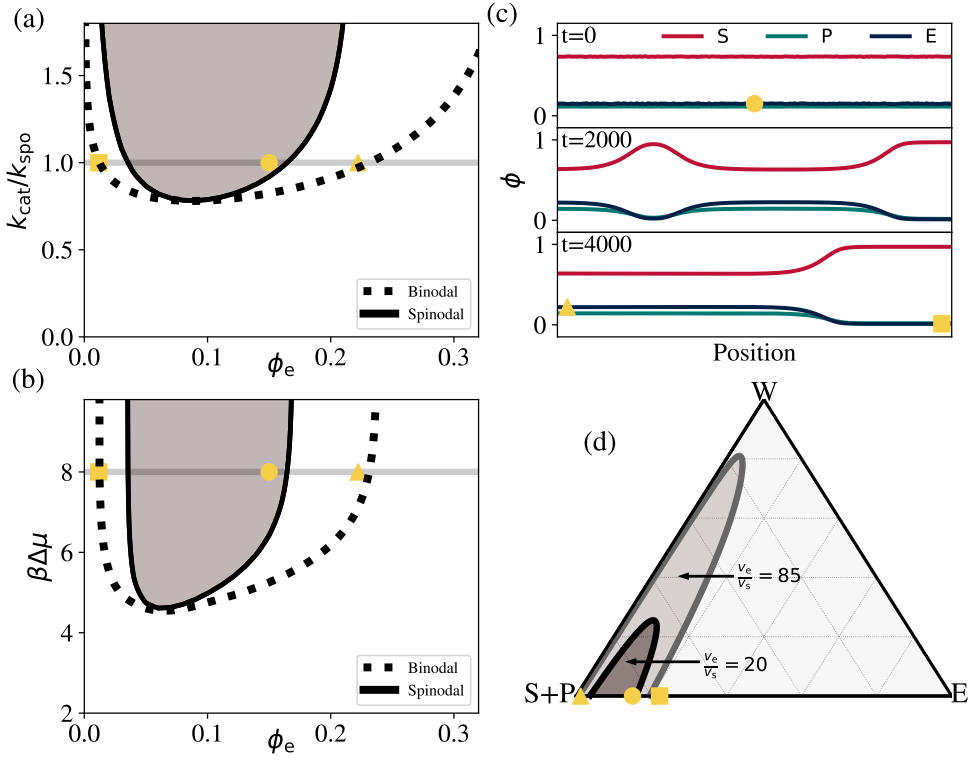 (a)
k_cat/k_spo
1.5
1.0
0.5
0.0
Binodal
Spinodal
0.0 0.1 0.2 0.3
ϕ_e
(b)
βΔμ
8
6
4
2
Binodal
Spinodal
0.0 0.1 0.2 0.3
ϕ_e
(c)
ϕ
1 t=0 S P E
0
1 t=2000
0
1 t=4000
0
Position
(d)
W
v_e/v_s = 85
v_e/v_s = 20
S+P E